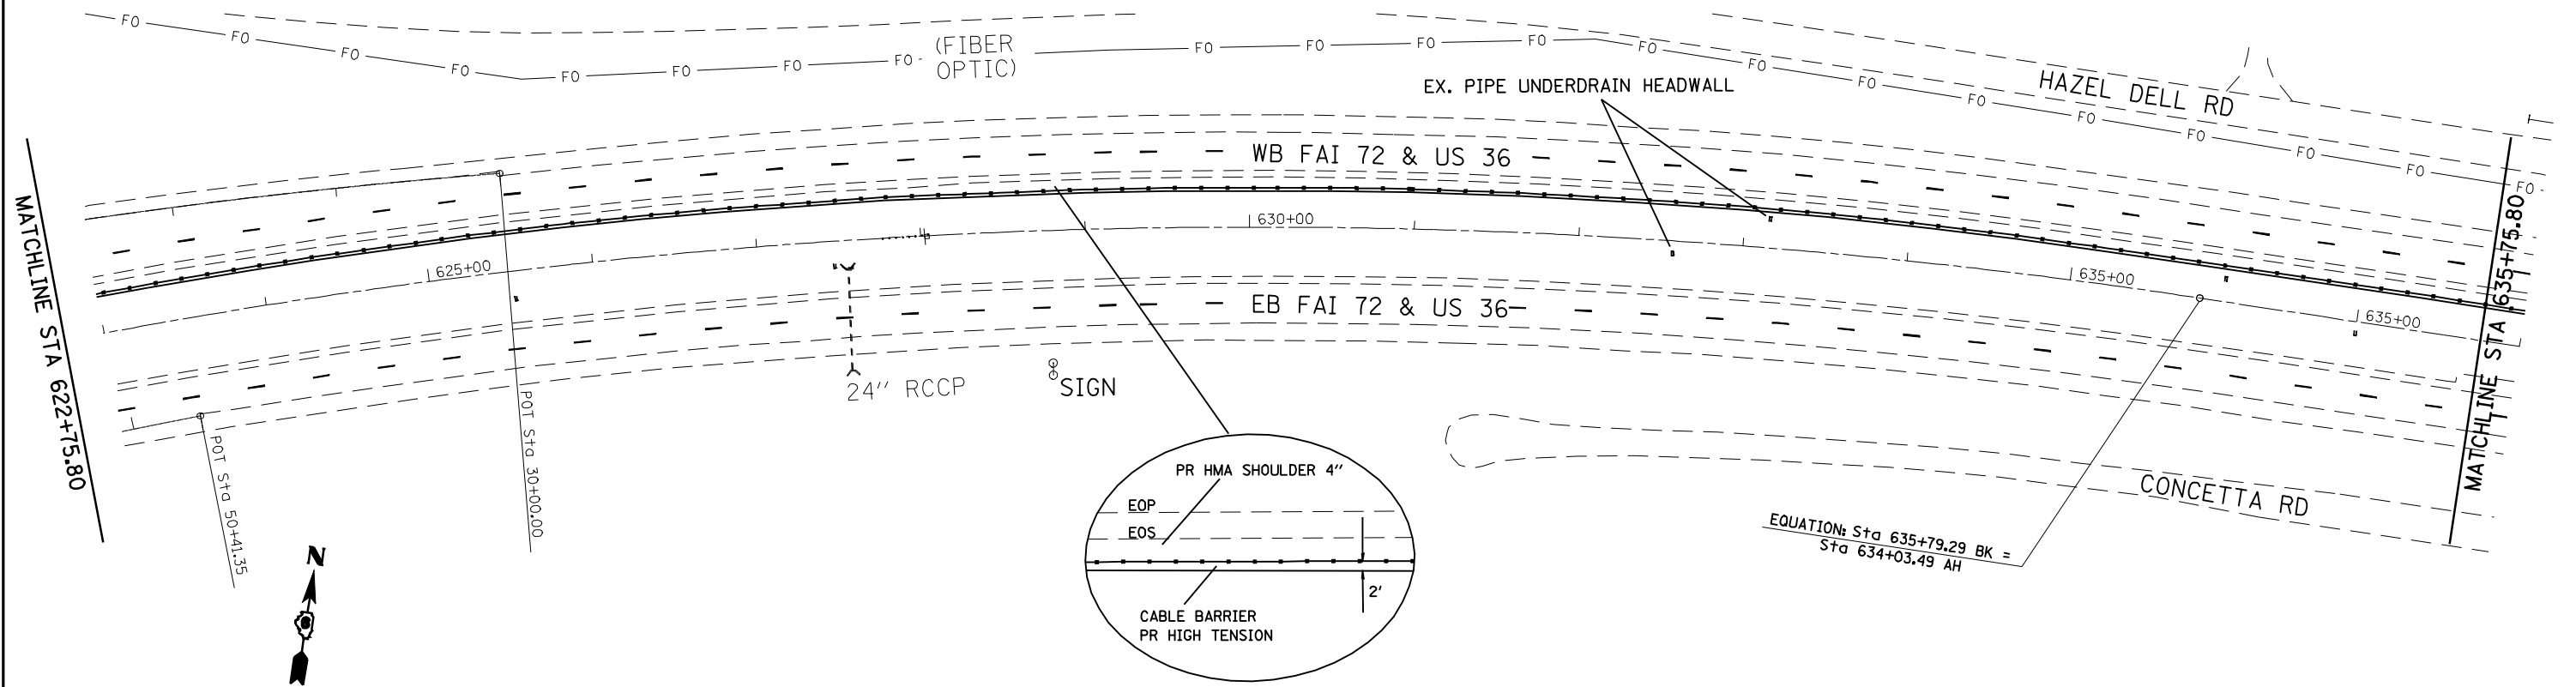 FO FO FO FO FO FO FO FO
(FIBER
OPTIC)
FO FO FO FO FO FO FO FO FO FO FO FO FO
HAZEL DELL RD
EX. PIPE UNDERDRAIN HEADWALL
WB FAI 72 & US 36
625+00
630+00
635+00
635+00
EB FAI 72 & US 36
24" RCCP
SIGN
MATCHLINE STA 622+75.80
MATCHLINE STA 635+75.80
POT Sta 50+41.35
POT Sta 30+00.00
CONCETTA RD
EQUATION: Sta 635+79.29 BK =
Sta 634+03.49 AH
PR HMA SHOULDER 4"
EOP
EOS
2'
CABLE BARRIER
PR HIGH TENSION
N